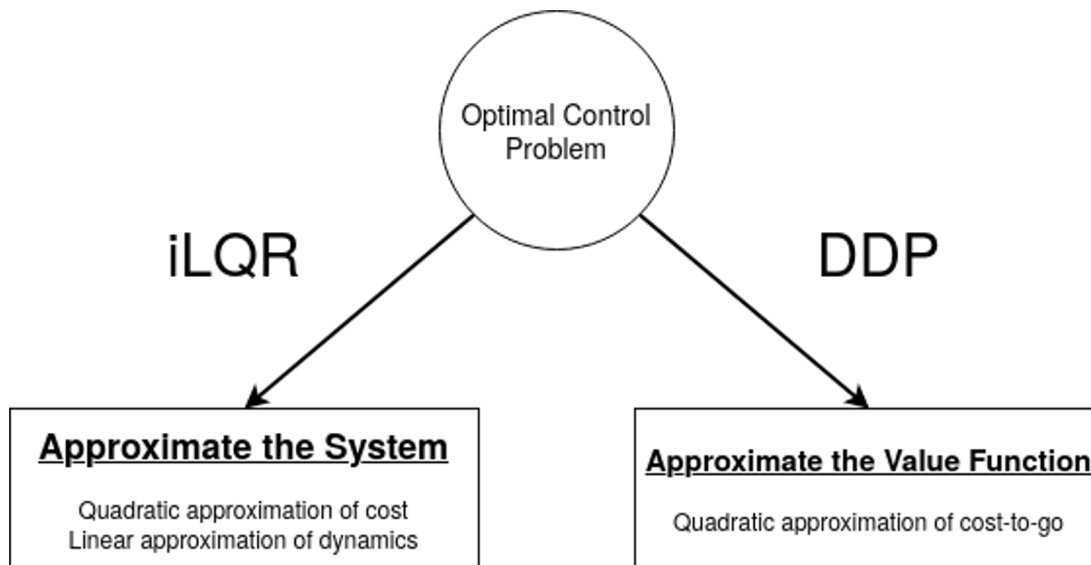 Optimal Control
Problem
iLQR
DDP
Approximate the System
Quadratic approximation of cost
Linear approximation of dynamics
Approximate the Value Function
Quadratic approximation of cost-to-go